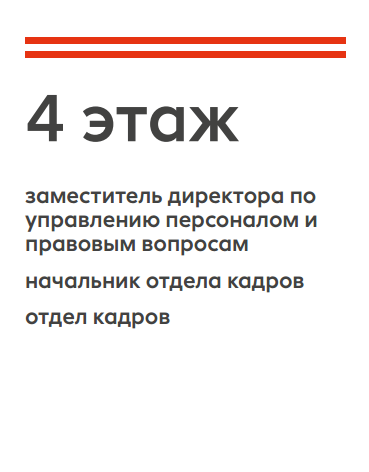 4 этаж
заместитель директора по
управлению персоналом и
правовым вопросам
начальник отдела кадров
отдел кадров